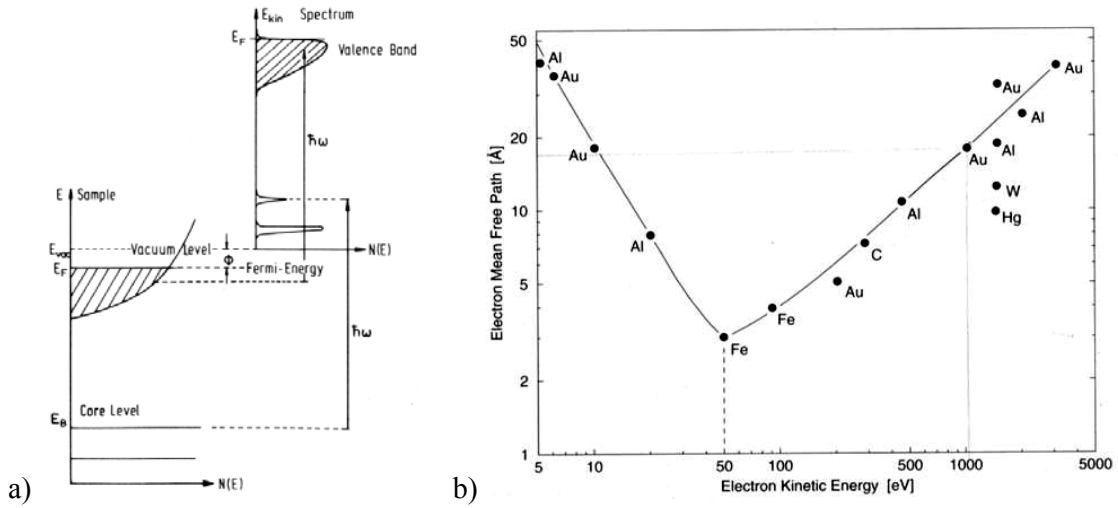 E_kin Spectrum
E_F
Valence Band
ħω
E Sample
E_vac
Vacuum Level
N(E)
E_F
Φ
Fermi-Energy
ħω
E_B
Core Level
N(E)
a)
Electron Mean Free Path [Å]
50
20
10
5
2
1
Al
Au
Au
Al
Fe
Fe
Au
C
Al
Au
Au
Al
Al
W
Hg
Au
5
10
50
100
500
1000
5000
Electron Kinetic Energy [eV]
b)